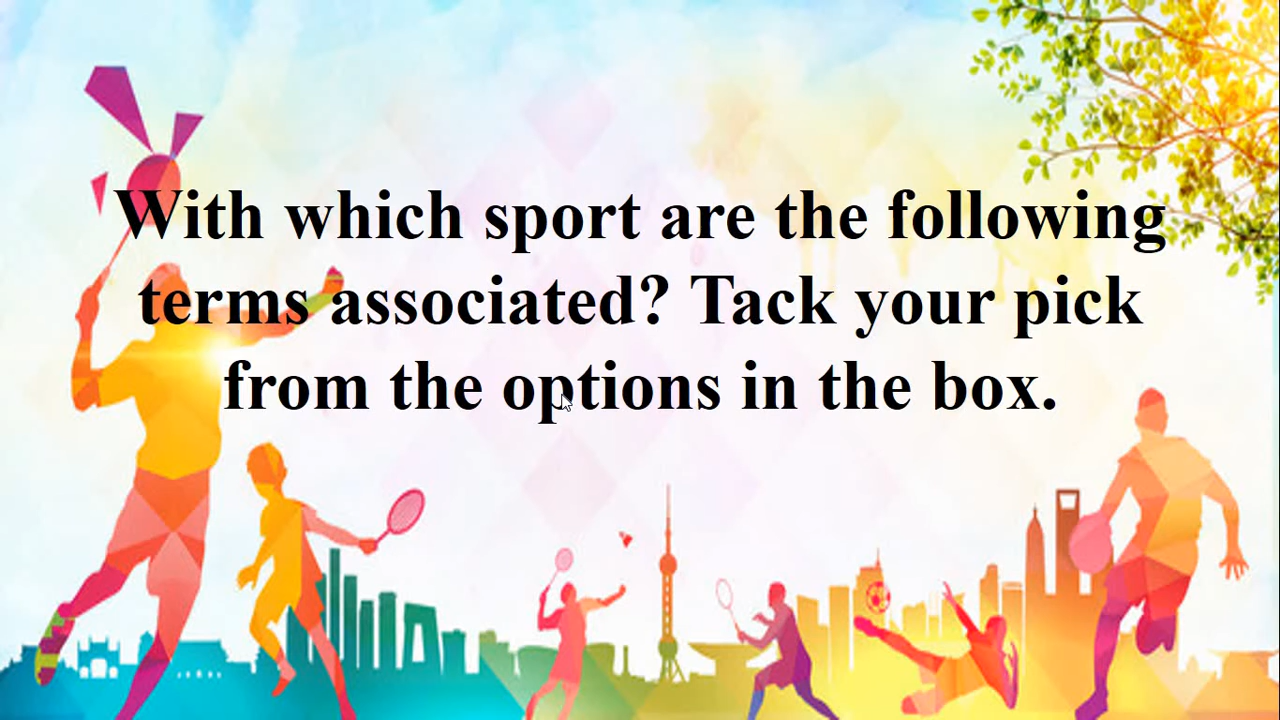 With which sport are the following
terms associated? Tack your pick
from the options in the box.